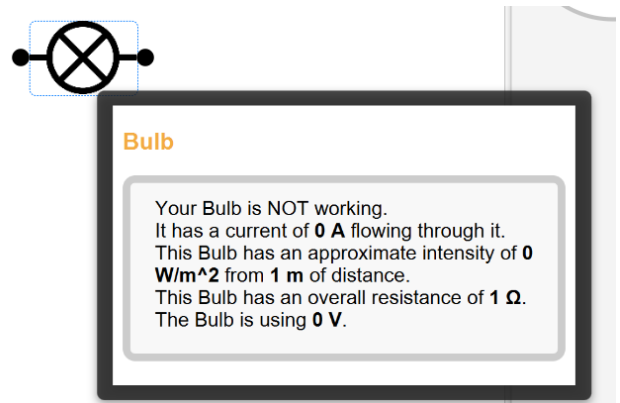 Bulb
Your Bulb is NOT working.
It has a current of 0 A flowing through it.
This Bulb has an approximate intensity of 0
W/m^2 from 1 m of distance.
This Bulb has an overall resistance of 1 Ω.
The Bulb is using 0 V.